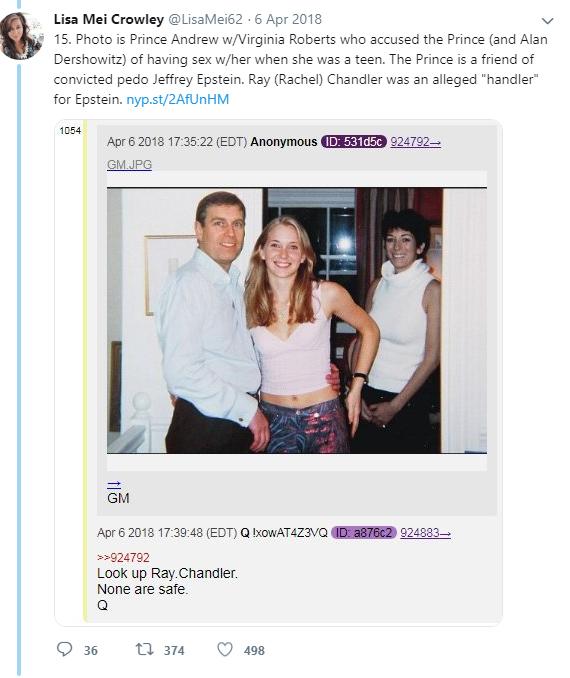 Lisa Mei Crowley @LisaMei62 · 6 Apr 2018
15. Photo is Prince Andrew w/Virginia Roberts who accused the Prince (and Alan
Dershowitz) of having sex w/her when she was a teen. The Prince is a friend of
convicted pedo Jeffrey Epstein. Ray (Rachel) Chandler was an alleged "handler"
for Epstein. nyp.st/2AfUnHM
1054
Apr 6 2018 17:35:22 (EDT) Anonymous ID: 531d5c 924792→
GM.JPG
→
GM
Apr 6 2018 17:39:48 (EDT) Q !xowAT4Z3VQ ID: a876c2 924883→
>>924792
Look up Ray.Chandler.
None are safe.
Q
36 374 498